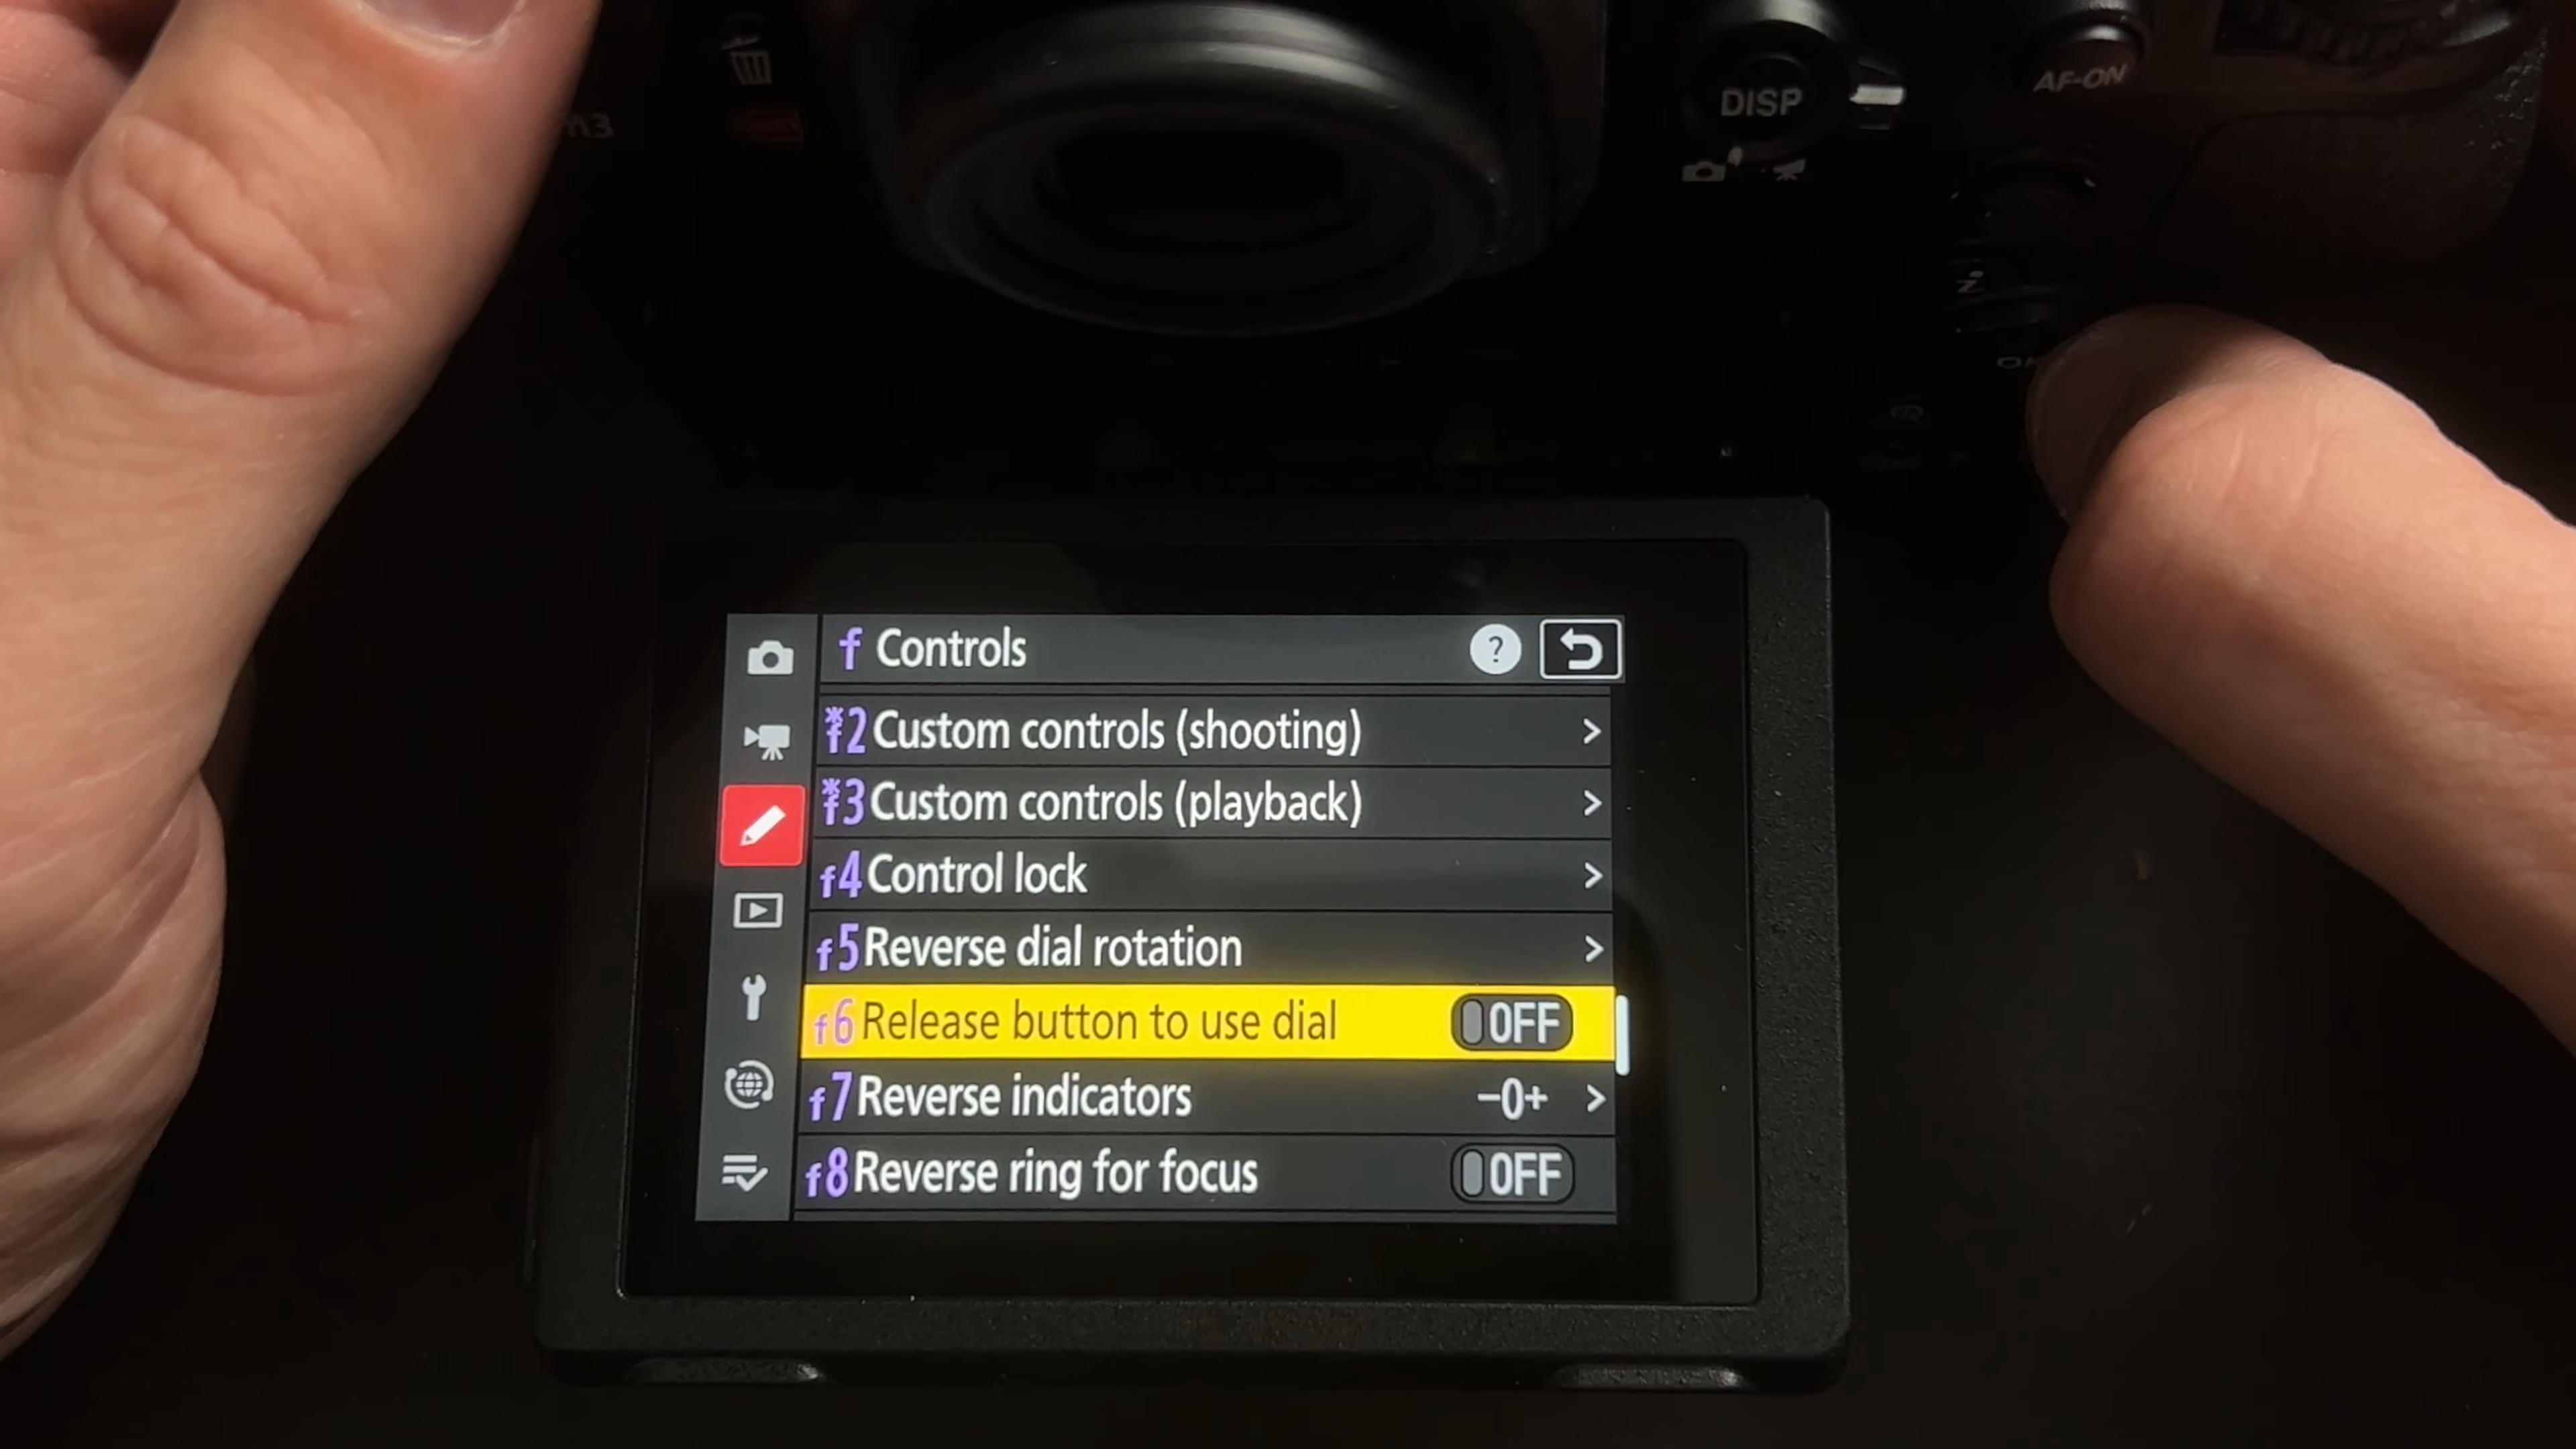 DISP
AF-ON
f Controls ?
f2 Custom controls (shooting) >
f3 Custom controls (playback) >
f4 Control lock >
f5 Reverse dial rotation >
f6 Release button to use dial OFF
f7 Reverse indicators -0+ >
f8 Reverse ring for focus OFF